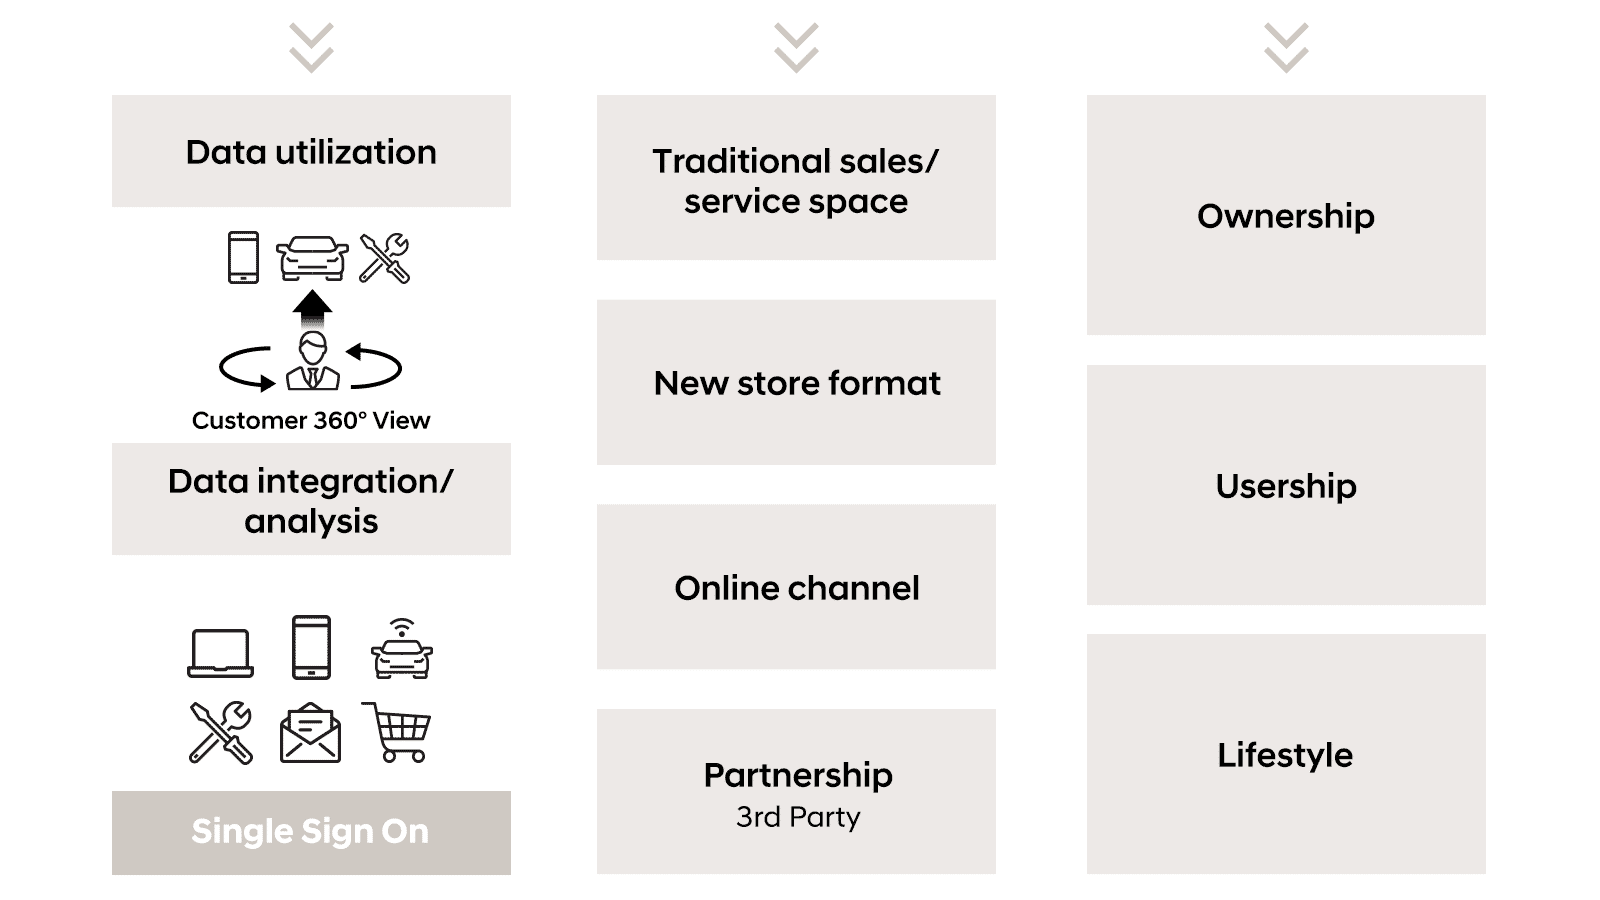 Data utilization
Customer 360° View
Data integration/
analysis
Single Sign On
Traditional sales/
service space
New store format
Online channel
Partnership
3rd Party
Ownership
Usership
Lifestyle